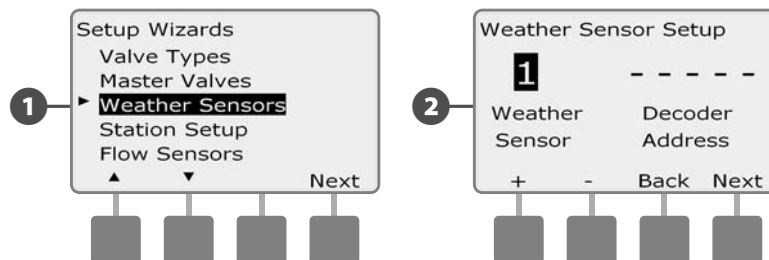 1
Setup Wizards
Valve Types
Master Valves
► Weather Sensors
Station Setup
Flow Sensors
▲ ▼ Next
2
Weather Sensor Setup
1 - - - - -
Weather Decoder
Sensor Address
+ - Back Next